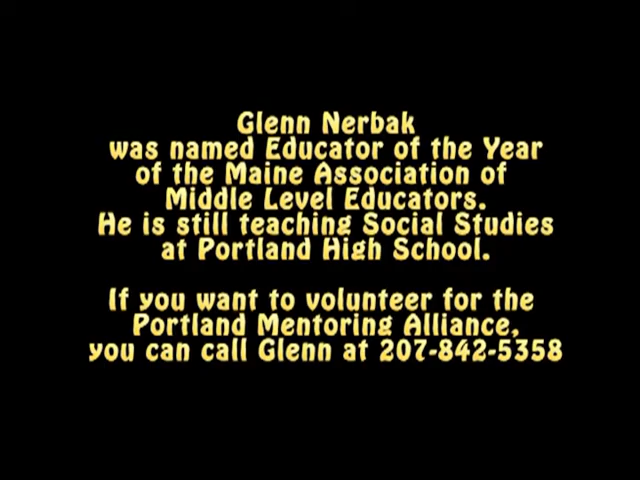 Glenn Nerbak
was named Educator of the Year
of the Maine Association of
Middle Level Educators.
He is still teaching Social Studies
at Portland High School.
If you want to volunteer for the
Portland Mentoring Alliance,
you can call Glenn at 207-842-5358